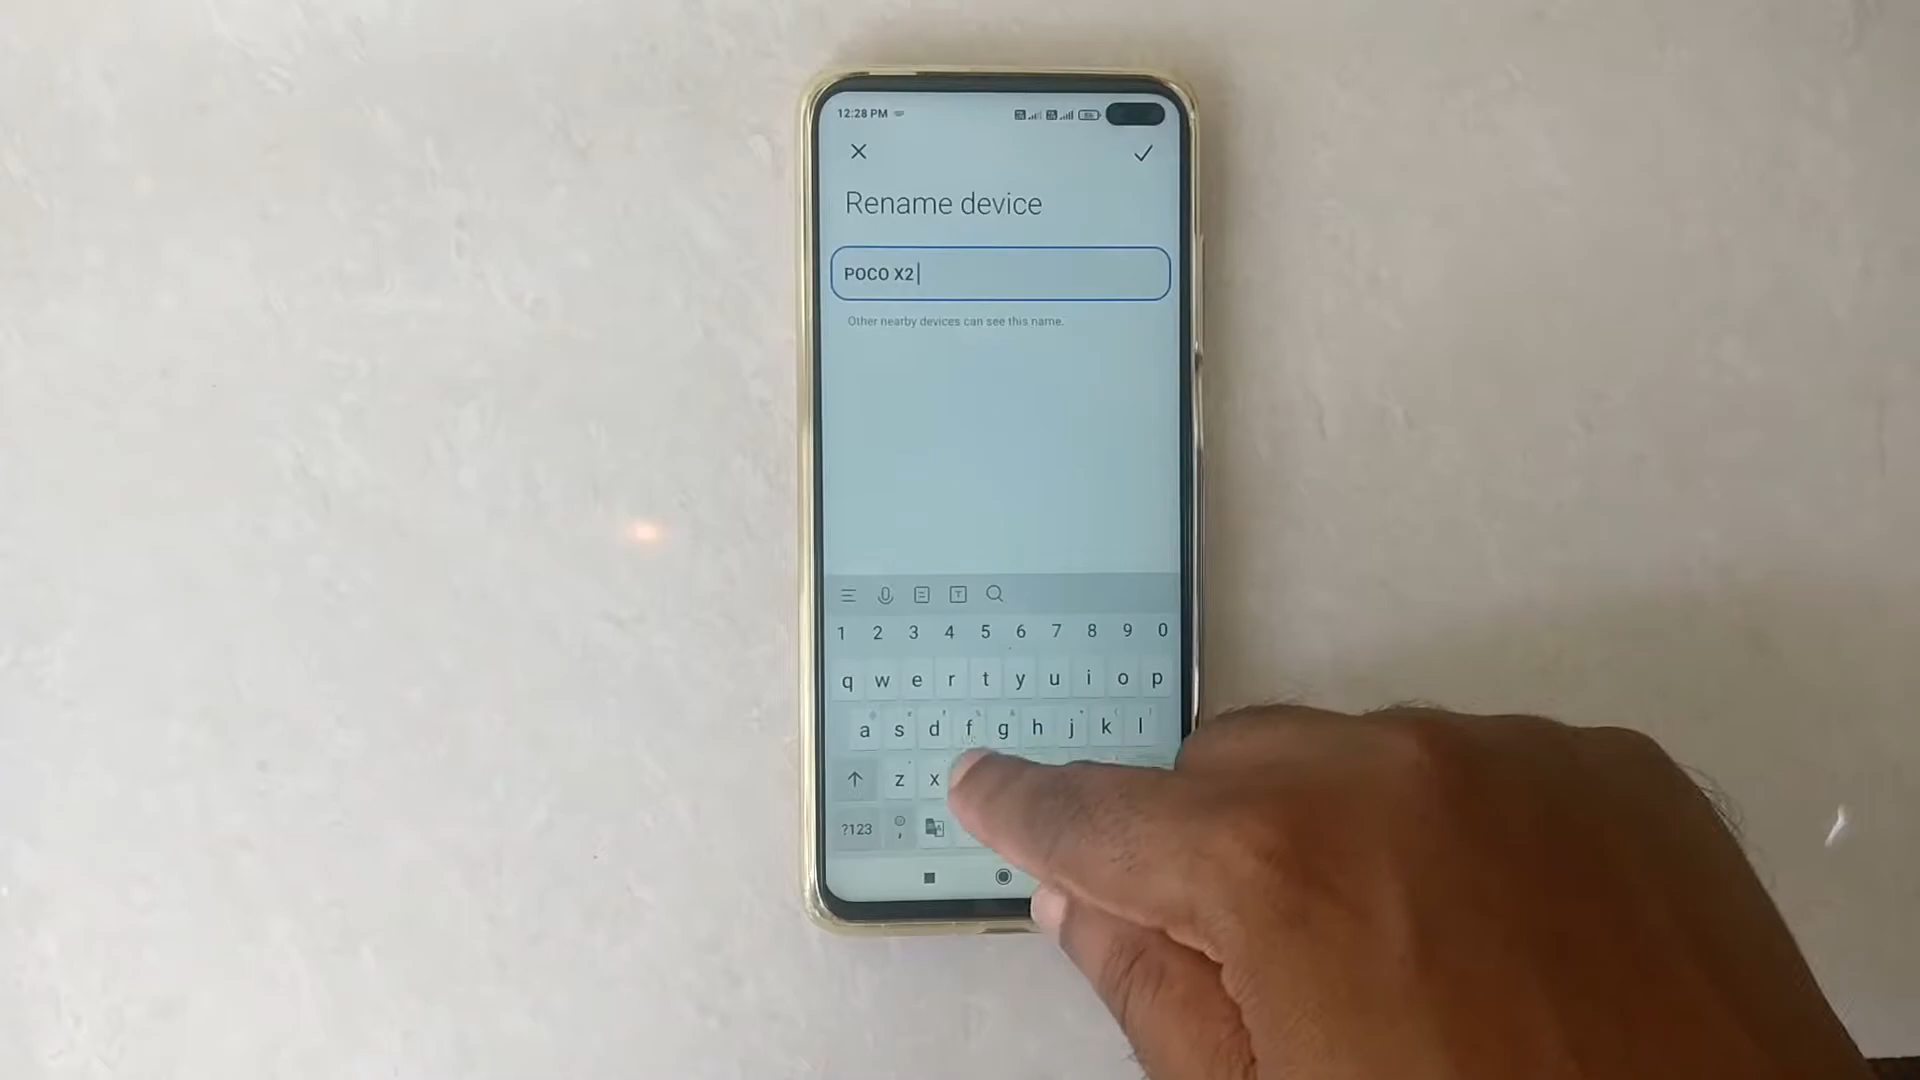 12:28 PM
Rename device
POCO X2
Other nearby devices can see this name.
1 2 3 4 5 6 7 8 9 0
q w e r t y u i o p
a s d f g h j k l
z x
?123 ,